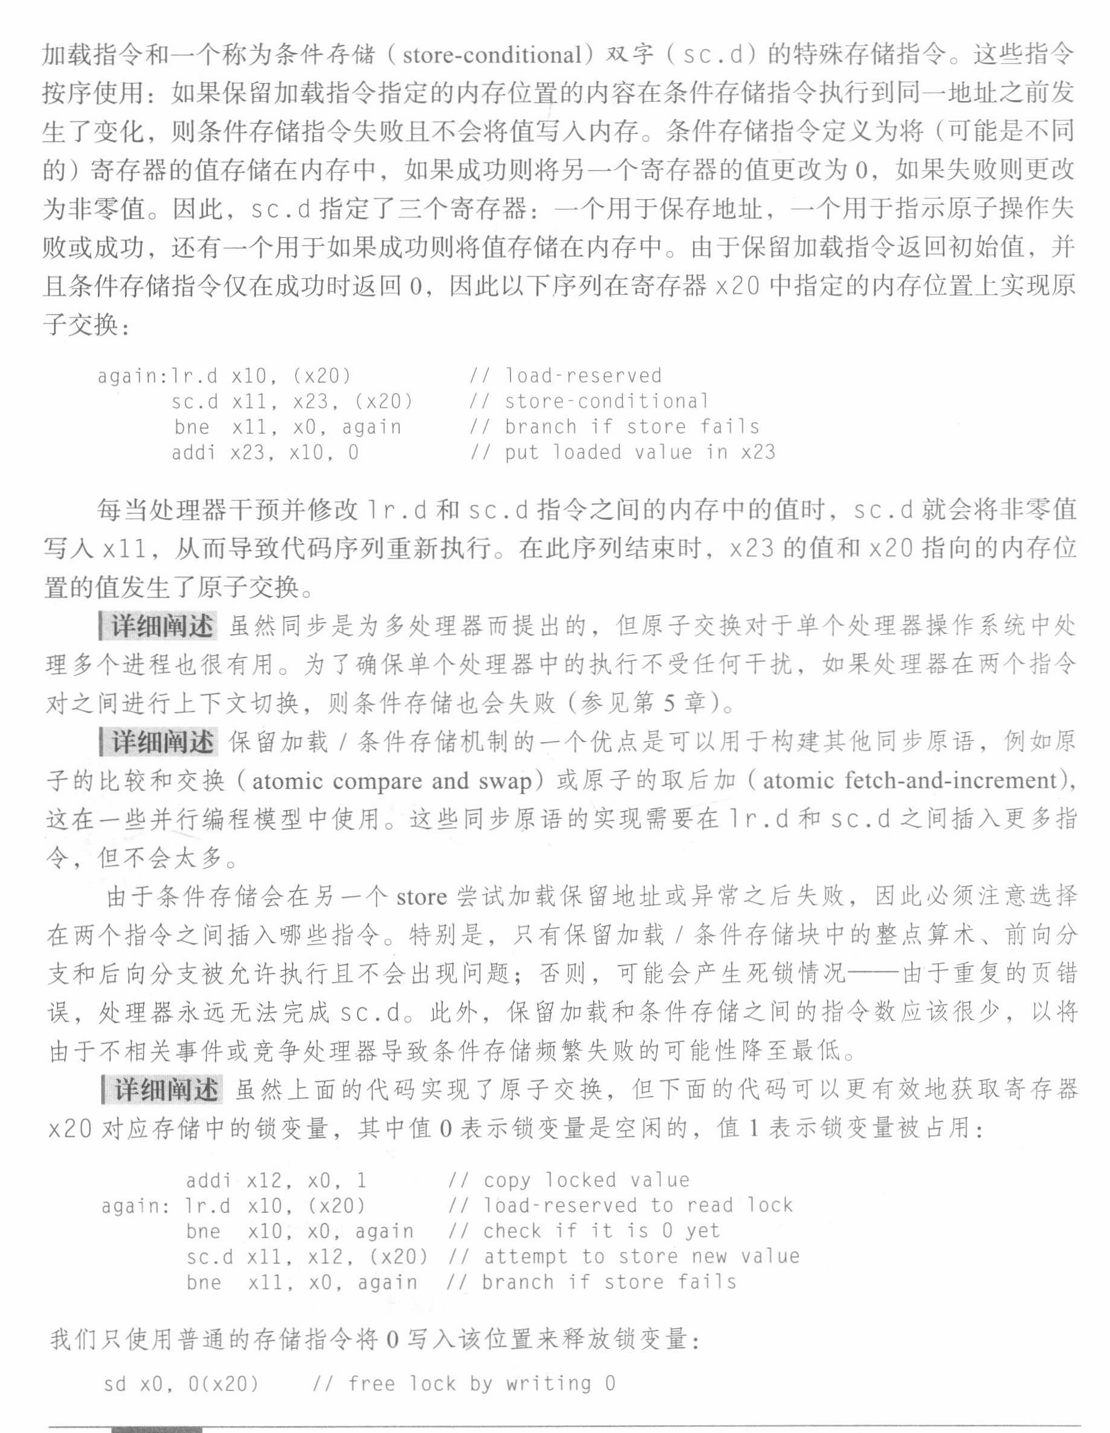 加载指令和一个称为条件存储（store-conditional）双字（sc.d）的特殊存储指令。这些指令
按序使用：如果保留加载指令指定的内存位置的内容在条件存储指令执行到同一地址之前发
生了变化，则条件存储指令失败且不会将值写入内存。条件存储指令定义为将（可能是不同
的）寄存器的值存储在内存中，如果成功则将另一个寄存器的值更改为 0，如果失败则更改
为非零值。因此，sc.d 指定了三个寄存器：一个用于保存地址，一个用于指示原子操作失
败或成功，还有一个用于如果成功则将值存储在内存中。由于保留加载指令返回初始值，并
且条件存储指令仅在成功时返回 0，因此以下序列在寄存器 x20 中指定的内存位置上实现原
子交换：
again:lr.d x10, (x20) // load-reserved
sc.d x11, x23, (x20) // store-conditional
bne x11, x0, again // branch if store fails
addi x23, x10, 0 // put loaded value in x23
每当处理器干预并修改 lr.d 和 sc.d 指令之间的内存中的值时，sc.d 就会将非零值
写入 x11，从而导致代码序列重新执行。在此序列结束时，x23 的值和 x20 指向的内存位
置的值发生了原子交换。
详细阐述 虽然同步是为多处理器而提出的，但原子交换对于单个处理器操作系统中处
理多个进程也很有用。为了确保单个处理器中的执行不受任何干扰，如果处理器在两个指令
对之间进行上下文切换，则条件存储也会失败（参见第 5 章）。
详细阐述 保留加载 / 条件存储机制的一个优点是可以用于构建其他同步原语，例如原
子的比较和交换（atomic compare and swap）或原子的取后加（atomic fetch-and-increment），
这在一些并行编程模型中使用。这些同步原语的实现需要在 lr.d 和 sc.d 之间插入更多指
令，但不会太多。
由于条件存储会在另一个 store 尝试加载保留地址或异常之后失败，因此必须注意选择
在两个指令之间插入哪些指令。特别是，只有保留加载 / 条件存储块中的整点算术、前向分
支和后向分支被允许执行且不会出现问题；否则，可能会产生死锁情况——由于重复的页错
误，处理器永远无法完成 sc.d。此外，保留加载和条件存储之间的指令数应该很少，以将
由于不相关事件或竞争处理器导致条件存储频繁失败的可能性降至最低。
详细阐述 虽然上面的代码实现了原子交换，但下面的代码可以更有效地获取寄存器
x20 对应存储中的锁变量，其中值 0 表示锁变量是空闲的，值 1 表示锁变量被占用：
addi x12, x0, 1 // copy locked value
again: lr.d x10, (x20) // load-reserved to read lock
bne x10, x0, again // check if it is 0 yet
sc.d x11, x12, (x20) // attempt to store new value
bne x11, x0, again // branch if store fails
我们只使用普通的存储指令将 0 写入该位置来释放锁变量：
sd x0, 0(x20) // free lock by writing 0